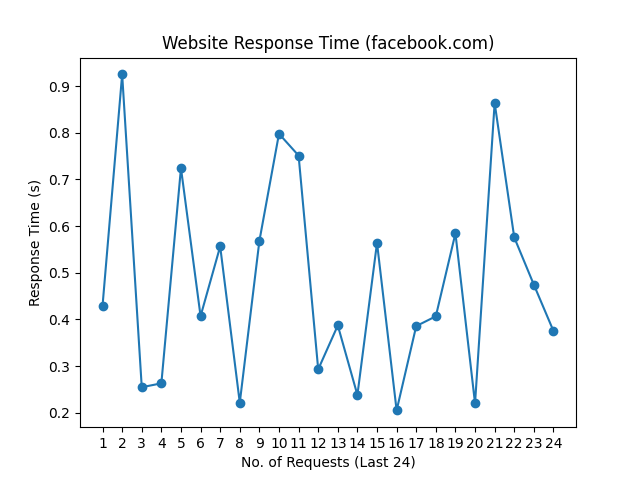 Website Response Time (facebook.com)
Response Time (s)
0.9
0.8
0.7
0.6
0.5
0.4
0.3
0.2
1 2 3 4 5 6 7 8 9 10 11 12 13 14 15 16 17 18 19 20 21 22 23 24
No. of Requests (Last 24)